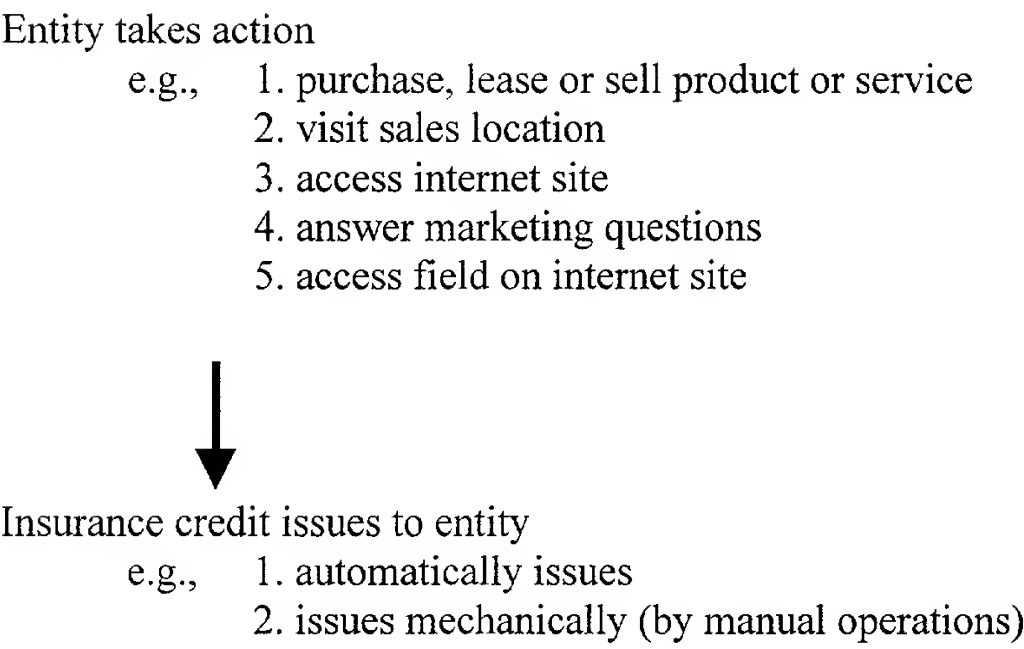 Entity takes action
e.g., 1. purchase, lease or sell product or service
2. visit sales location
3. access internet site
4. answer marketing questions
5. access field on internet site
Insurance credit issues to entity
e.g., 1. automatically issues
2. issues mechanically (by manual operations)